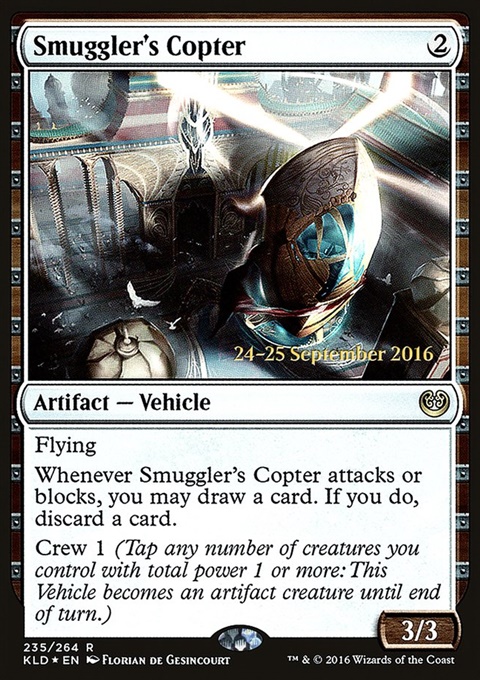 Smuggler's Copter 2
24-25 September 2016
Artifact — Vehicle
Flying
Whenever Smuggler's Copter attacks or
blocks, you may draw a card. If you do,
discard a card.
Crew 1 (Tap any number of creatures you
control with total power 1 or more: This
Vehicle becomes an artifact creature until end
of turn.)
3/3
235/264 R
KLD ★ EN Florian de Gesincourt
™ & © 2016 Wizards of the Coast